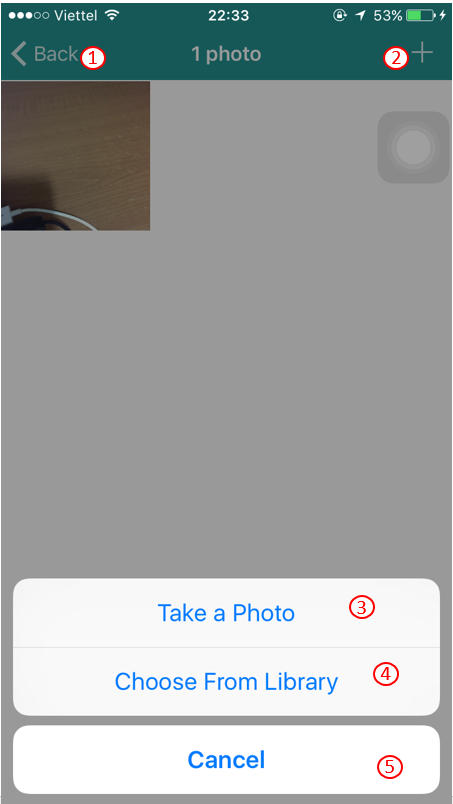 Viettel 22:33 53%
Back 1 1 photo 2 +
Take a Photo 3
Choose From Library 4
Cancel 5